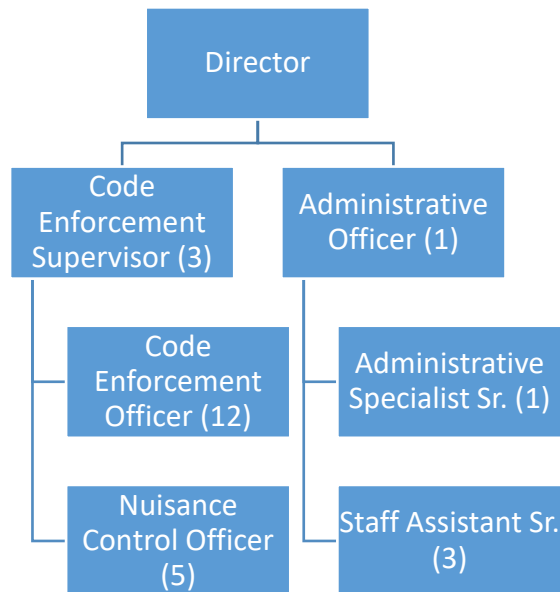 Director
Code
Enforcement
Supervisor (3)
Administrative
Officer (1)
Code
Enforcement
Officer (12)
Administrative
Specialist Sr. (1)
Nuisance
Control Officer
(5)
Staff Assistant Sr.
(3)